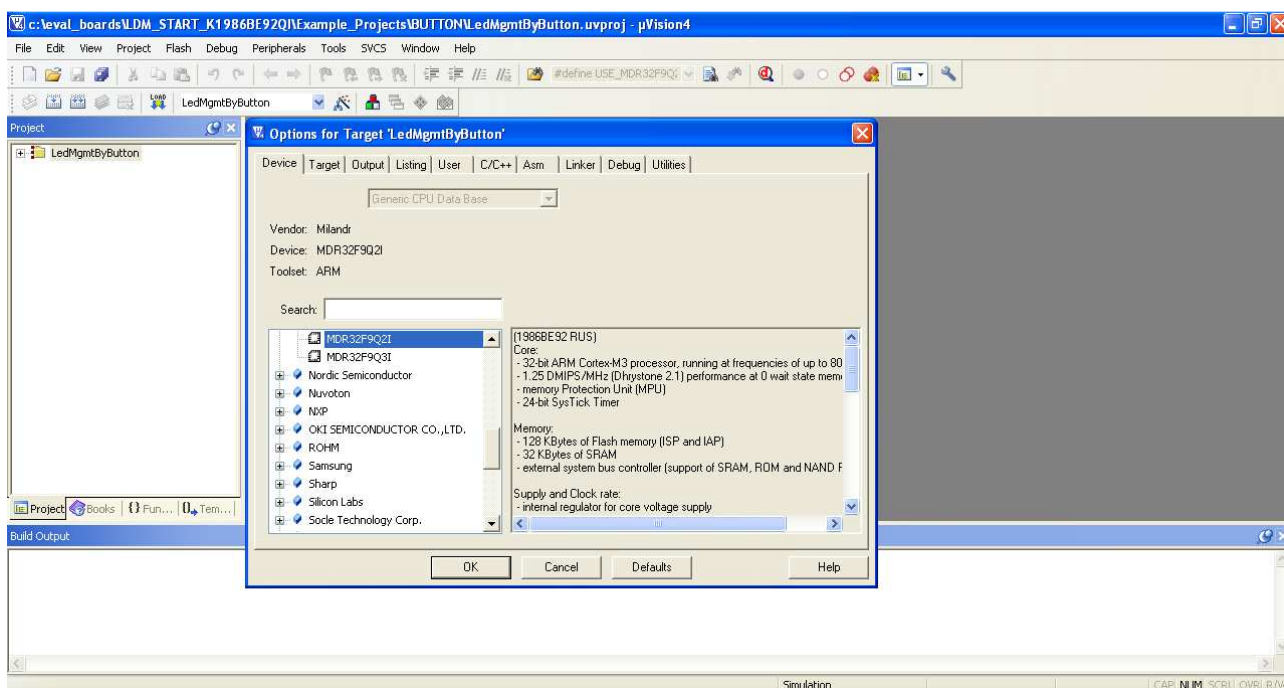 c:\eval_boards\LDM_START_K1986BE92QI\Example_Projects\BUTTON\LedMgmtByButton.uvproj - µVision4
File Edit View Project Flash Debug Peripherals Tools SVCS Window Help
#define USE_MDR32F9Q
LOAD LedMgmtByButton
Project
LedMgmtByButton
Options for Target 'LedMgmtByButton'
Device Target Output Listing User C/C++ Asm Linker Debug Utilities
Generic CPU Data Base
Vendor: Milandr
Device: MDR32F9Q2I
Toolset: ARM
Search:
MDR32F9Q2I
MDR32F9Q3I
Nordic Semiconductor
Nuvoton
NXP
OKI SEMICONDUCTOR CO.,LTD.
ROHM
Samsung
Sharp
Silicon Labs
Socle Technology Corp.
(1986BE92 RUS)
Core:
- 32-bit ARM Cortex-M3 processor, running at frequencies of up to 80
- 1.25 DMIPS/MHz (Dhrystone 2.1) performance at 0 wait state mem
- memory Protection Unit (MPU)
- 24-bit SysTick Timer
Memory:
- 128 KBytes of Flash memory (ISP and IAP)
- 32 KBytes of SRAM
- external system bus controller (support of SRAM, ROM and NAND F
Supply and Clock rate:
- internal regulator for core voltage supply
OK Cancel Defaults Help
Project Books {} Fun... 0 Tem...
Build Output
Simulation CAP NUM SCRL OVR R/W